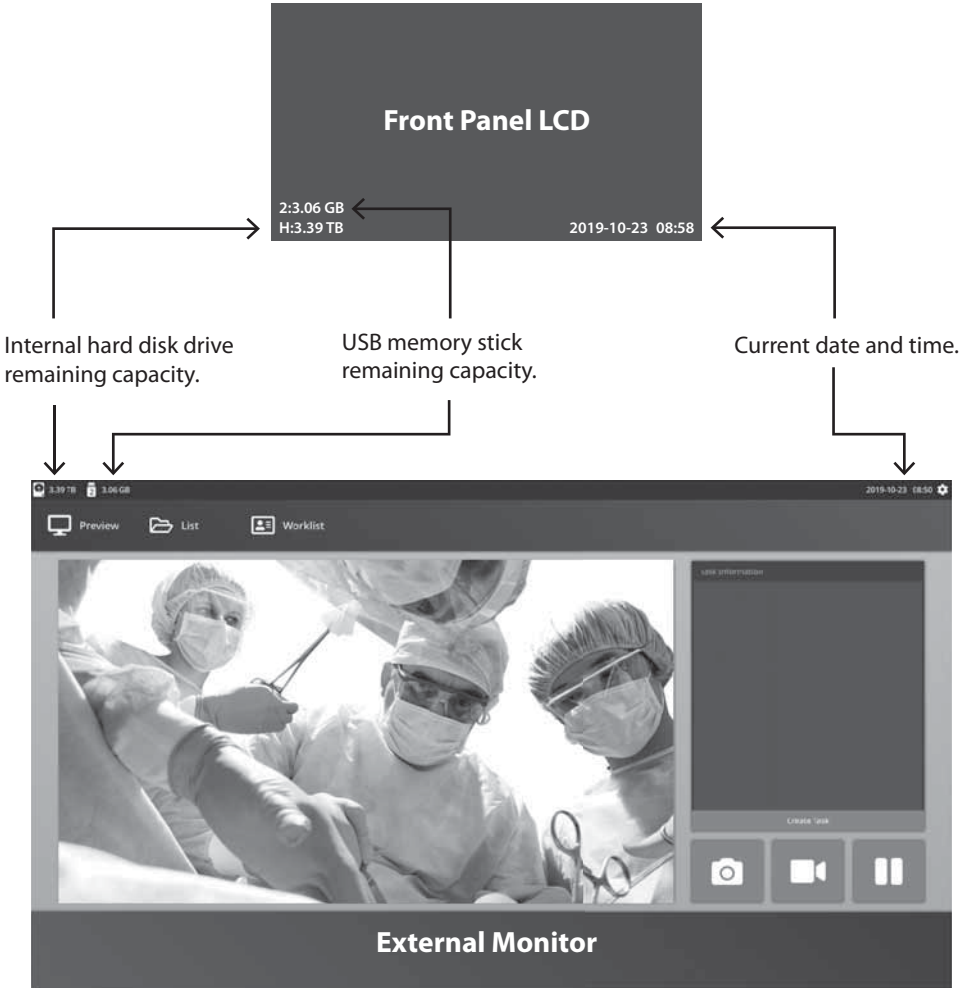 Front Panel LCD
2:3.06 GB
H:3.39 TB
2019-10-23 08:58
Internal hard disk drive
remaining capacity.
USB memory stick
remaining capacity.
Current date and time.
3.39 TB
2
3.06 GB
2019-10-23 08:50
Preview
List
Worklist
Information
Create Task
External Monitor